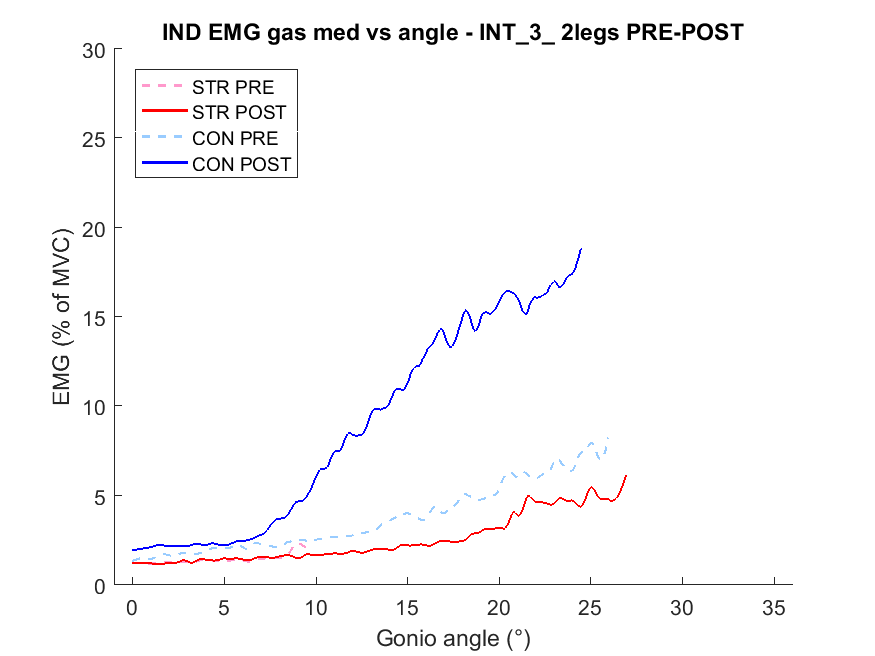 IND EMG gas med vs angle - INT_3_ 2legs PRE-POST
30
25
20
15
10
5
0
EMG (% of MVC)
STR PRE
STR POST
CON PRE
CON POST
0 5 10 15 20 25 30 35
Gonio angle (°)